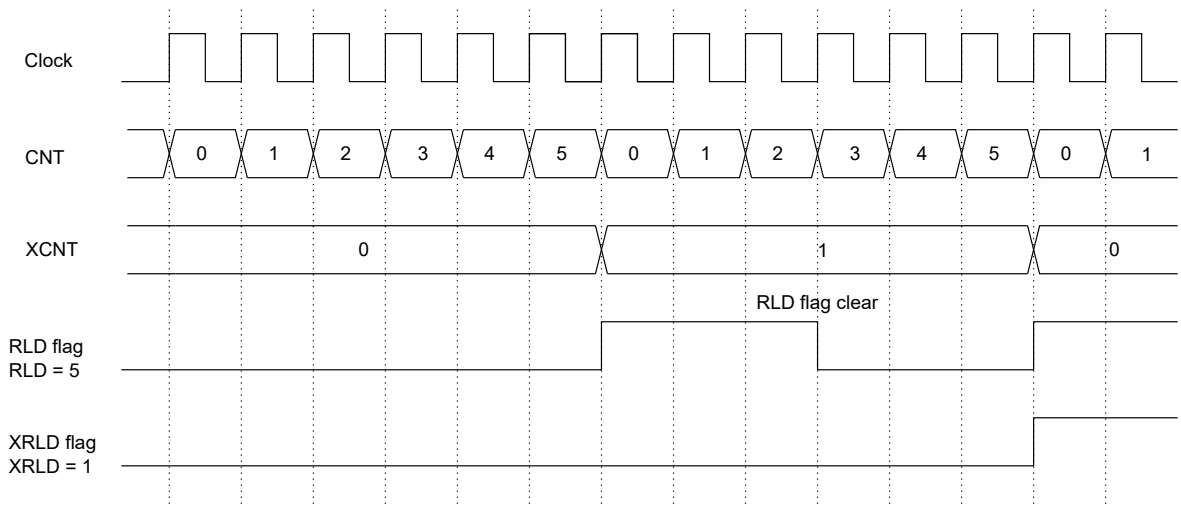 Clock
CNT 0 1 2 3 4 5 0 1 2 3 4 5 0 1
XCNT 0 1 0
RLD flag clear
RLD flag
RLD = 5
XRLD flag
XRLD = 1